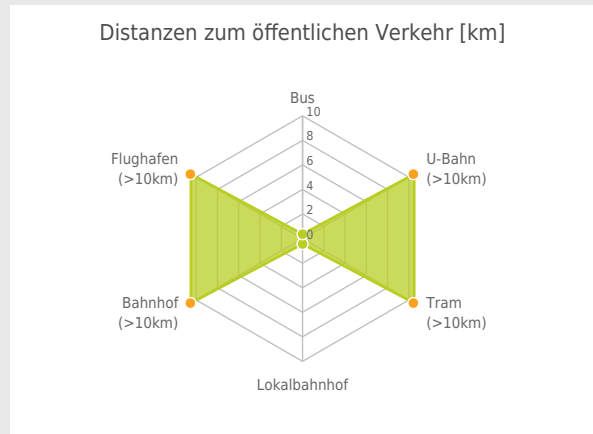 Distanzen zum öffentlichen Verkehr [km]
Bus
10
8
6
4
2
0
Flughafen
(>10km)
U-Bahn
(>10km)
Bahnhof
(>10km)
Tram
(>10km)
Lokalbahnhof